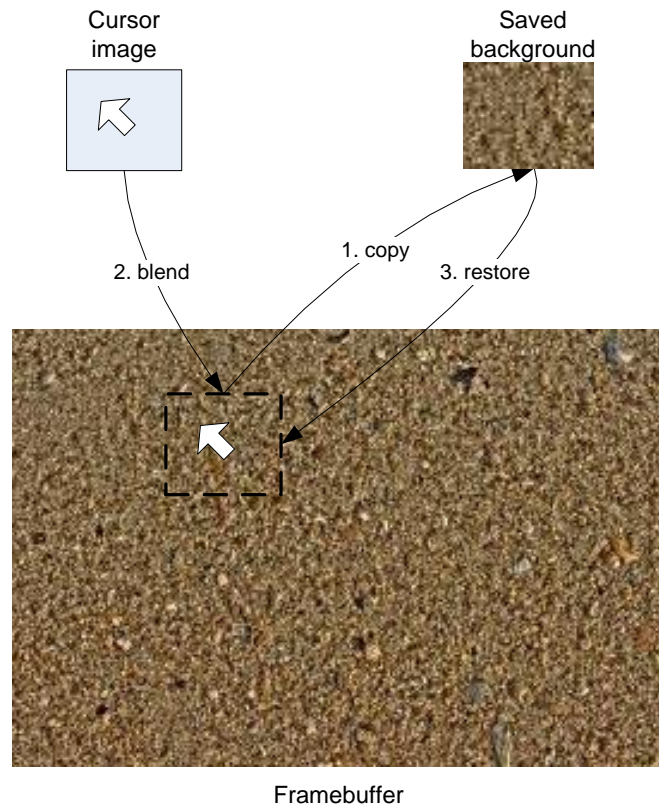 Cursor
image
Saved
background
1. copy
2. blend
3. restore
Framebuffer